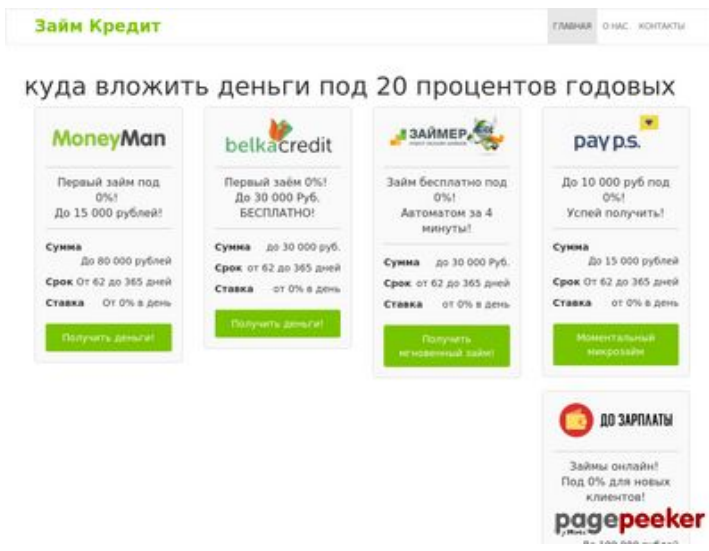 Займ Кредит
ГЛАВНАЯ О НАС КОНТАКТЫ
куда вложить деньги под 20 процентов годовых
MoneyMan
Первый займ под
0%!
До 15 000 рублей!
Сумма
До 80 000 рублей
Срок От 62 до 365 дней
Ставка От 0% в день
Получить деньги!
belkacredit
Первый заём 0%!
До 30 000 Руб.
БЕСПЛАТНО!
Сумма до 30 000 руб.
Срок от 62 до 365 дней
Ставка от 0% в день
Получить деньги!
ЗАЙМЕР
Займ бесплатно под
0%!
Автоматом за 4
минуты!
Сумма до 30 000 Руб.
Срок от 62 до 365 дней
Ставка от 0% в день
Получить
мгновенный займ!
pay p.s.
До 10 000 руб под
0%!
Успей получить!
Сумма
До 15 000 рублей
Срок От 62 до 365 дней
Ставка от 0% в день
Моментальный
микрозайм
ДО ЗАРПЛАТЫ
Займы онлайн!
Под 0% для новых
клиентов!
pagepeeker
До 100 000 рублей